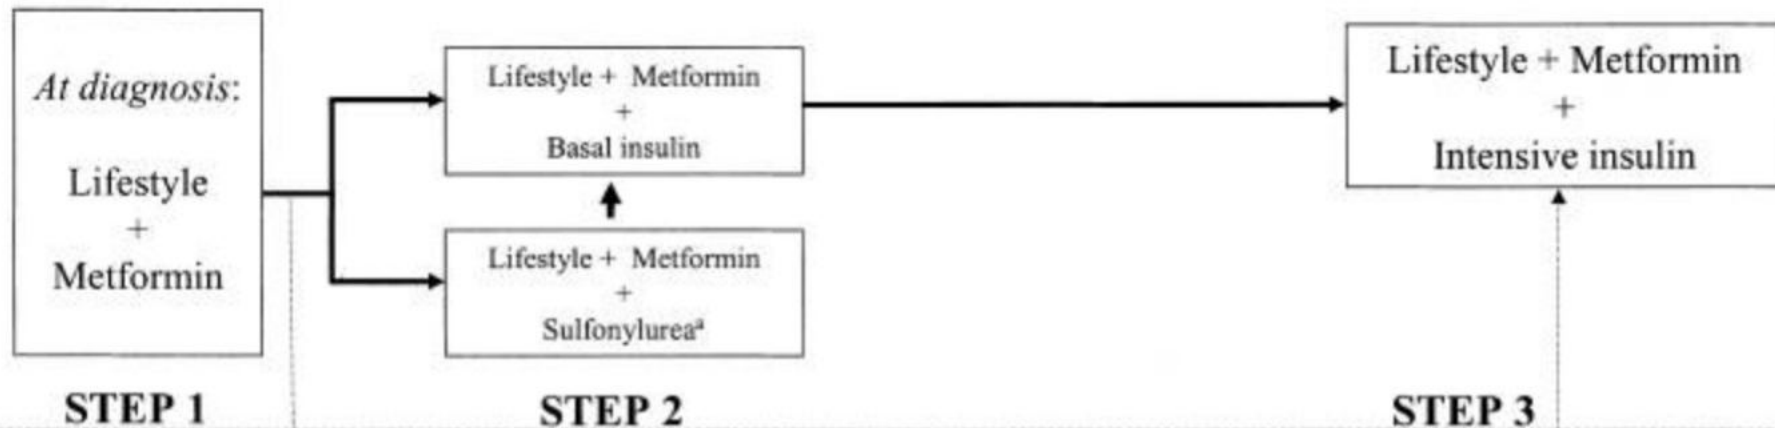 At diagnosis:
Lifestyle
+
Metformin
STEP 1
Lifestyle + Metformin
+
Basal insulin
Lifestyle + Metformin
+
Sulfonylureaª
STEP 2
Lifestyle + Metformin
+
Intensive insulin
STEP 3